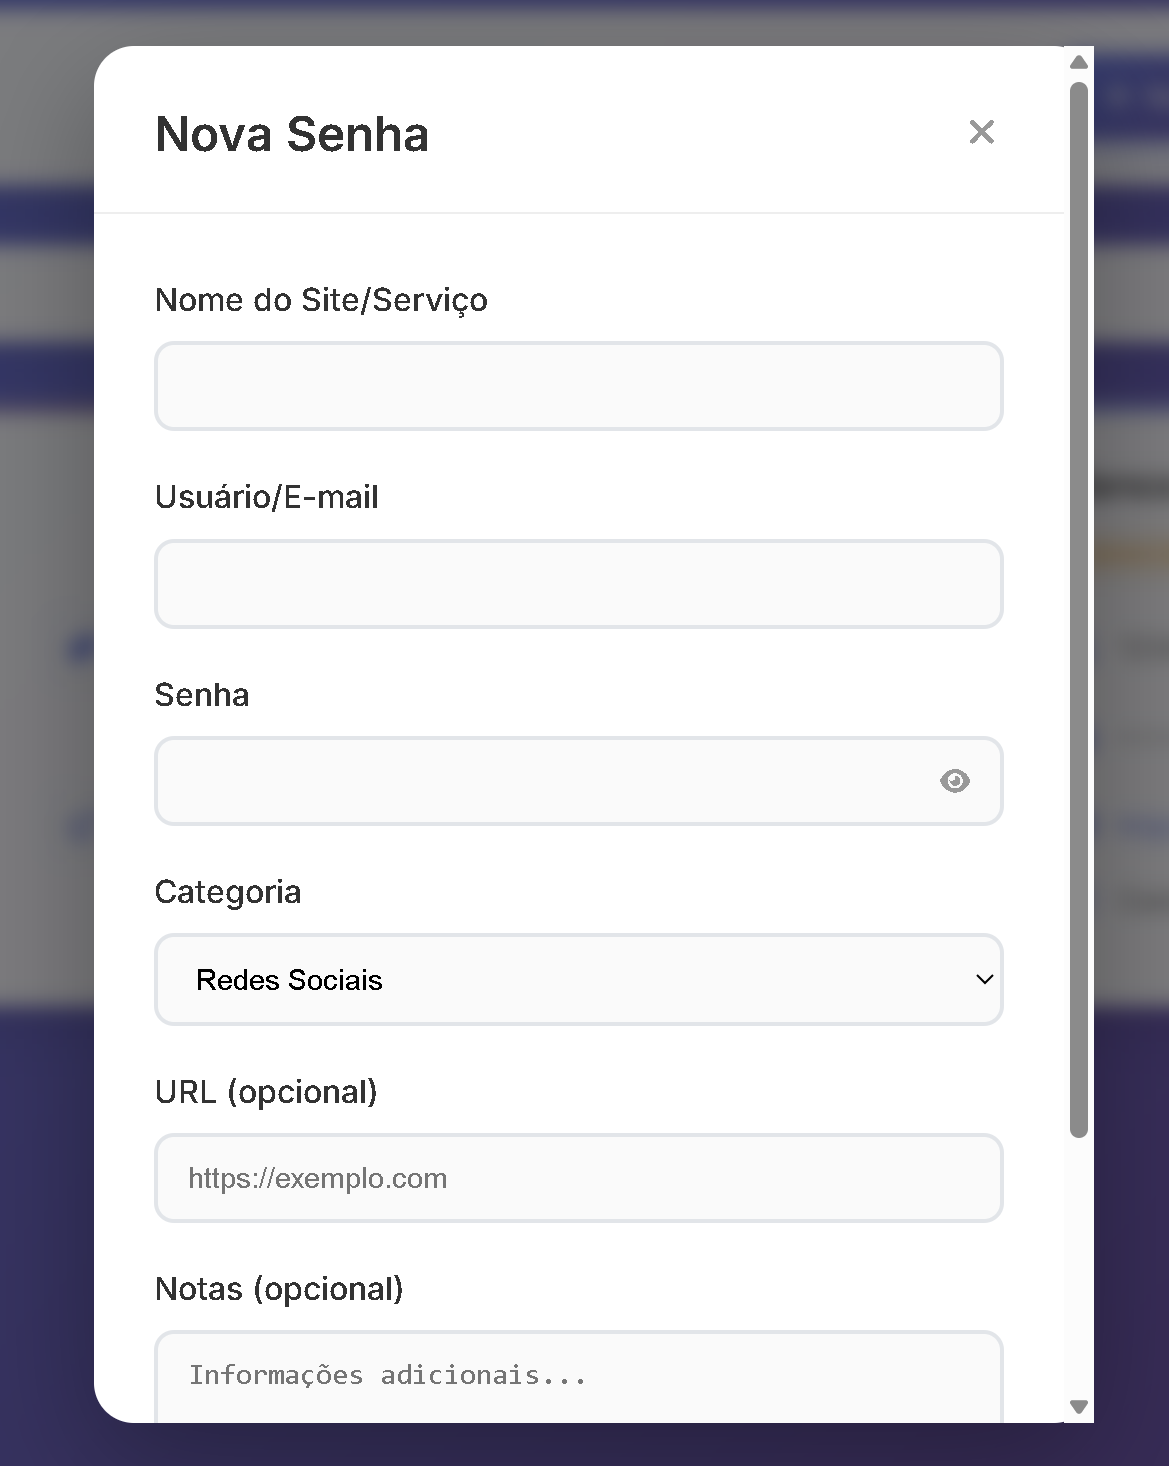 Nova Senha
Nome do Site/Serviço
Usuário/E-mail
Senha
Categoria
Redes Sociais
URL (opcional)
https://exemplo.com
Notas (opcional)
Informações adicionais...